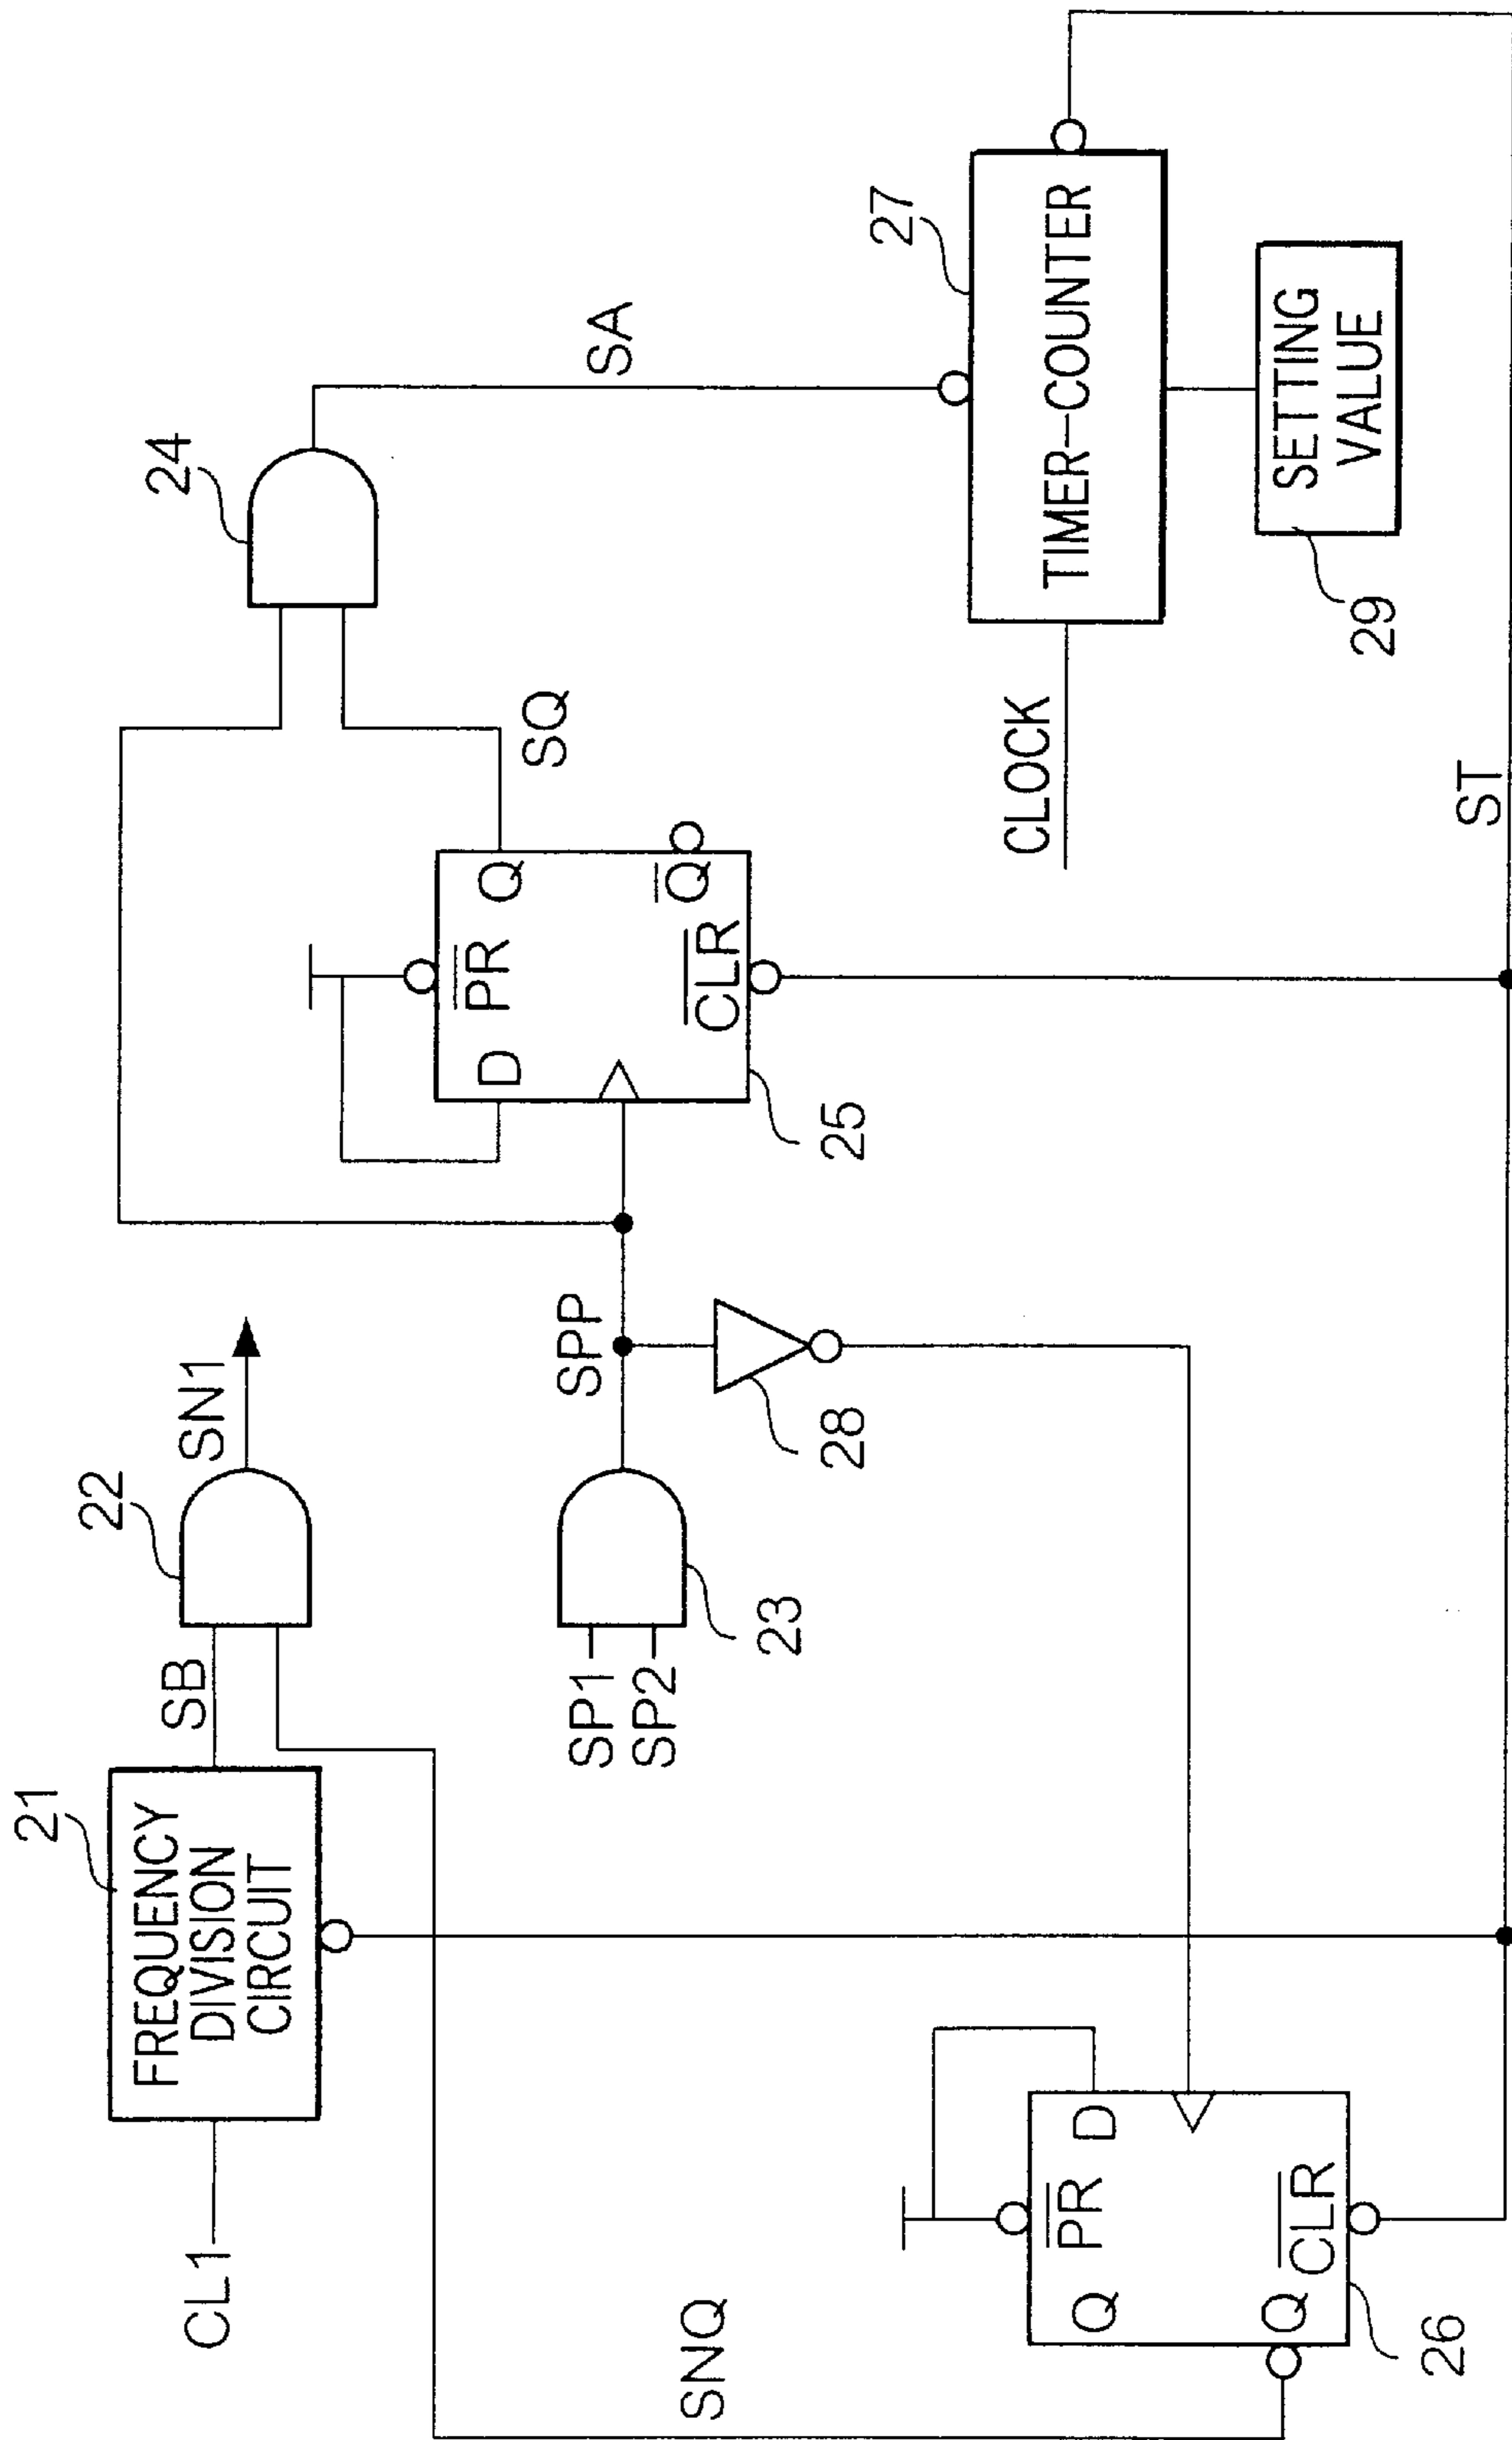 21
FREQUENCY
DIVISION
CIRCUIT
CL1
SB
22
SN1
24
SP1
SP2
23
SPP
28
D
PR
Q
Q
CLR
25
SQ
SA
27
TIMER-COUNTER
CLOCK
SETTING
VALUE
29
SNQ
Q
PR
D
Q
CLR
26
ST